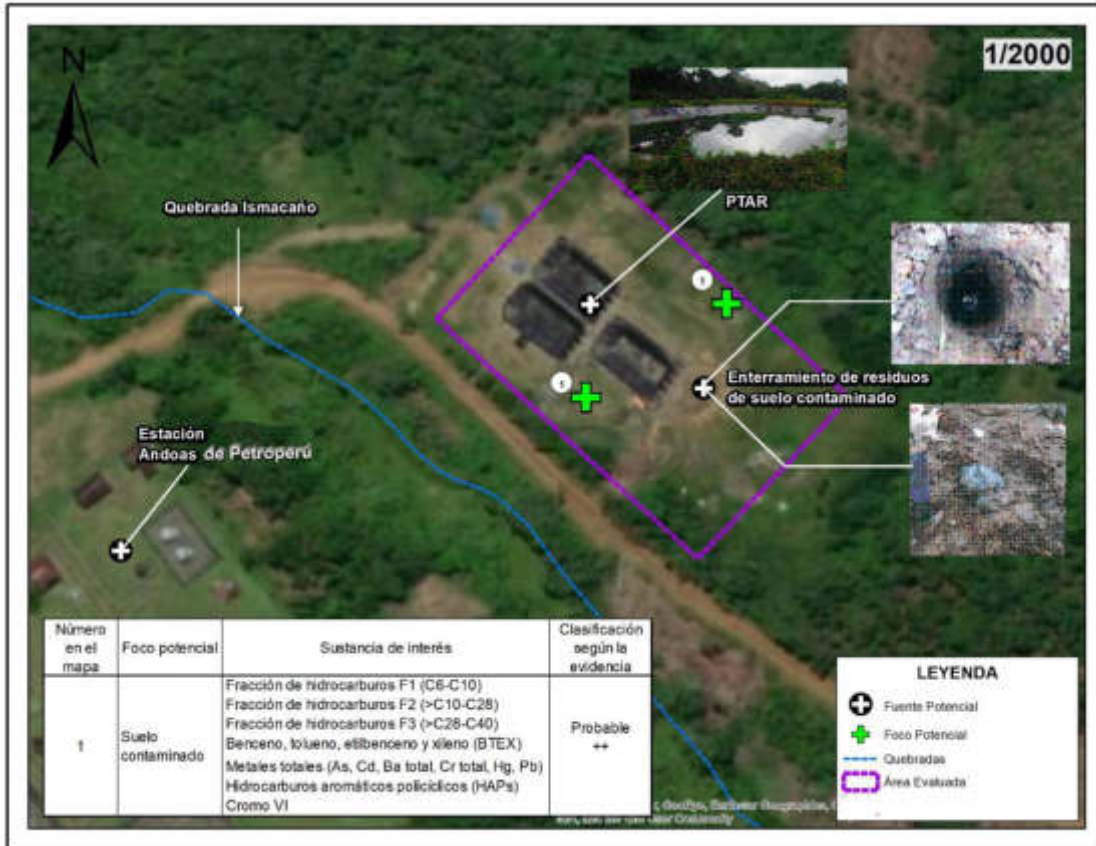 N
1/2000
Quebrada Ismacaño
PTAR
1
1
Enterramiento de residuos
de suelo contaminado
Estación
Andoas de Petroperú
Número
en el
mapa
Foco potencial
Sustancia de interés
Clasificación
según la
evidencia
1
Suelo
contaminado
Fracción de hidrocarburos F1 (C6-C10)
Fracción de hidrocarburos F2 (>C10-C28)
Fracción de hidrocarburos F3 (>C28-C40)
Benceno, tolueno, etilbenceno y xileno (BTEX)
Metales totales (As, Cd, Ba total, Cr total, Hg, Pb)
Hidrocarburos aromáticos policíclicos (HAPs)
Cromo VI
Probable
++
LEYENDA
Fuente Potencial
Foco Potencial
Quebradas
Área Evaluada
User Community